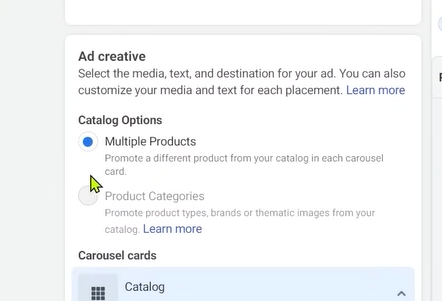 Ad creative
Select the media, text, and destination for your ad. You can also
customize your media and text for each placement. Learn more
Catalog Options
Multiple Products
Promote a different product from your catalog in each carousel
card.
Product Categories
Promote product types, brands or thematic images from your
catalog. Learn more
Carousel cards
Catalog